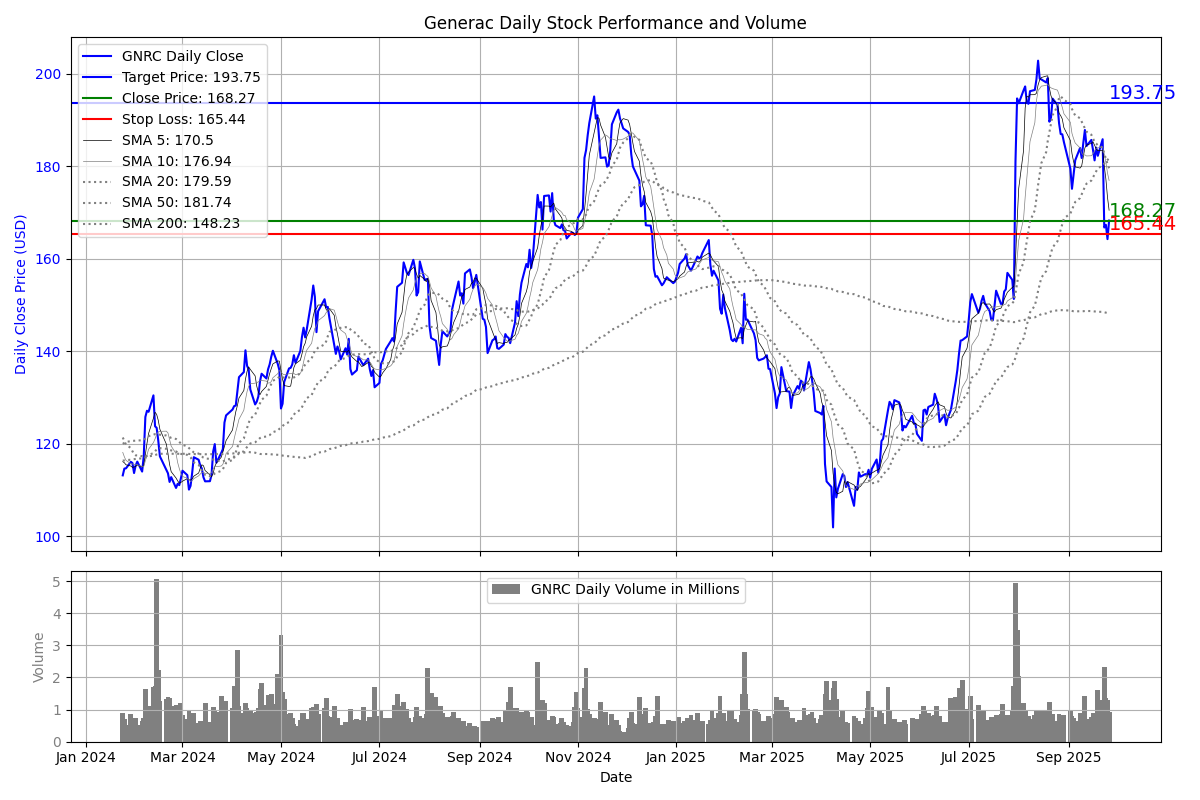 Generac Daily Stock Performance and Volume
GNRC Daily Close
Target Price: 193.75
Close Price: 168.27
Stop Loss: 165.44
SMA 5: 170.5
SMA 10: 176.94
SMA 20: 179.59
SMA 50: 181.74
SMA 200: 148.23
193.75
168.27
165.44
Daily Close Price (USD)
200
180
160
140
120
100
GNRC Daily Volume in Millions
Volume
5
4
3
2
1
0
Jan 2024 Mar 2024 May 2024 Jul 2024 Sep 2024 Nov 2024 Jan 2025 Mar 2025 May 2025 Jul 2025 Sep 2025
Date